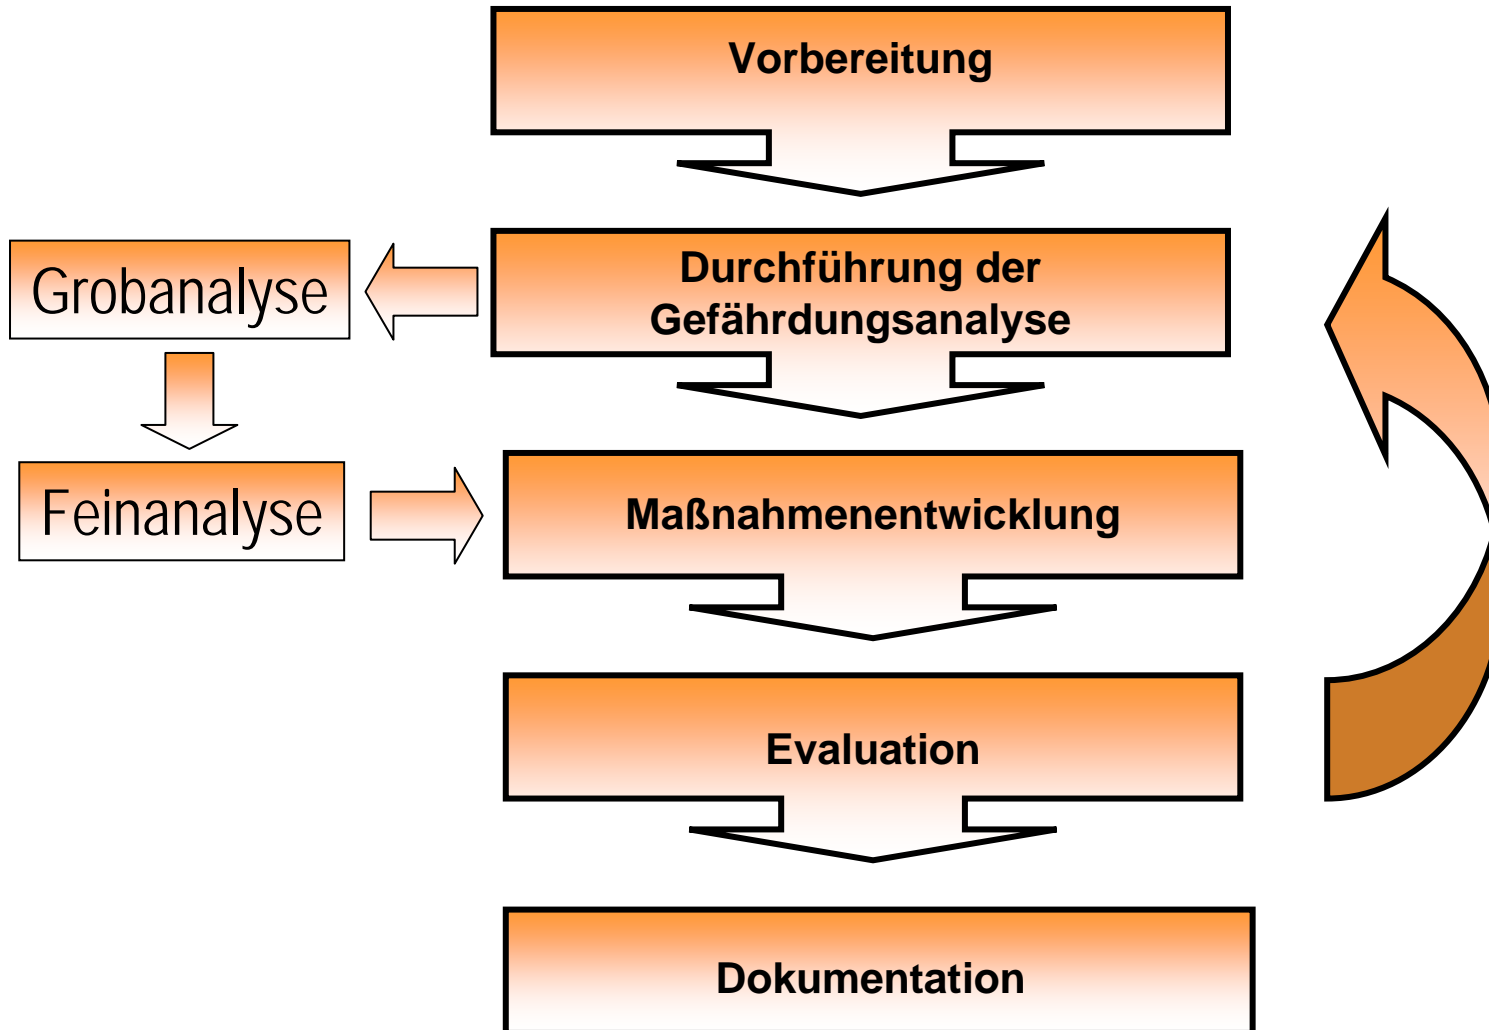 Vorbereitung
Durchführung der
Gefährdungsanalyse
Grobanalyse
Feinanalyse
Maßnahmenentwicklung
Evaluation
Dokumentation